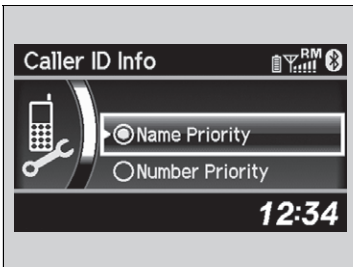 Caller ID Info
RM
Name Priority
Number Priority
12:34